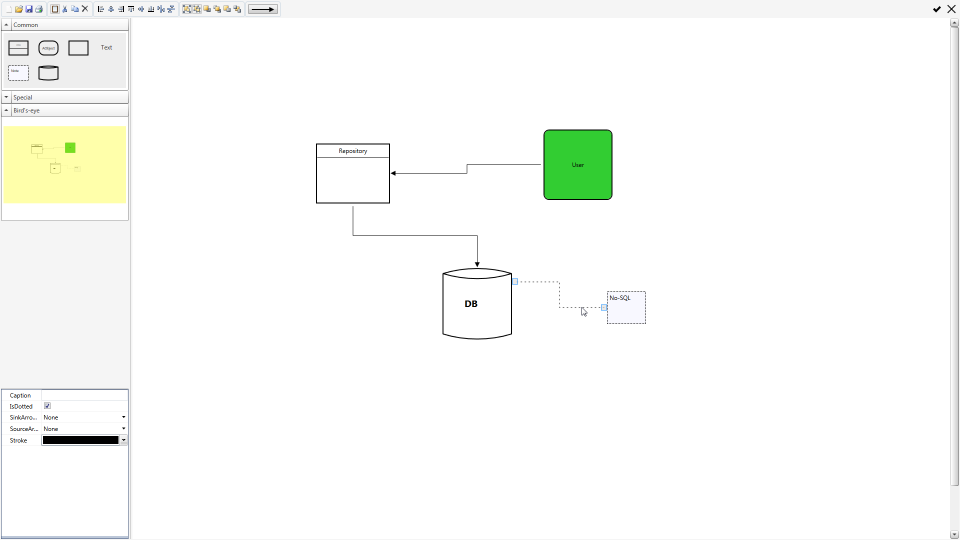 Common
Text
Special
Bird's-eye
Repository
User
DB
No-SQL
Caption
IsDotted
SinkArro... None
SourceAr... None
Stroke